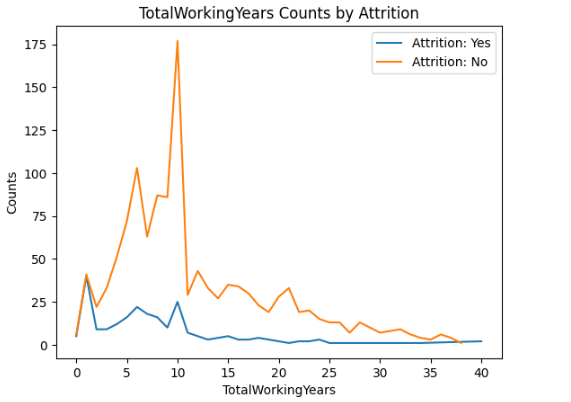 TotalWorkingYears Counts by Attrition
Attrition: Yes
Attrition: No
175
150
125
100
75
50
25
0
Counts
0 5 10 15 20 25 30 35 40
TotalWorkingYears